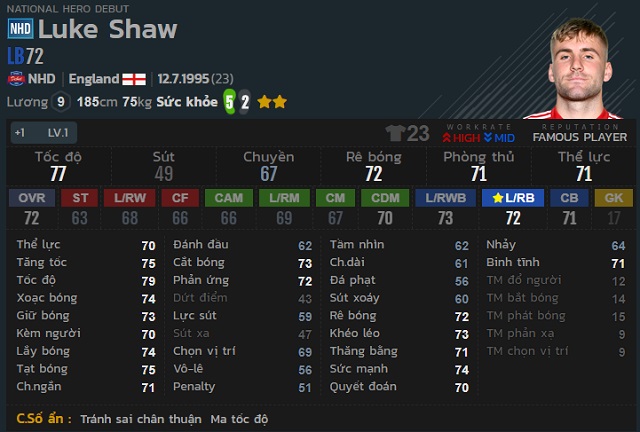 NATIONAL HERO DEBUT
NHD Luke Shaw
LB 72
NHD England 12.7.1995 (23)
Lương 9 185cm 75kg Sức khỏe 5 2
+1 LV.1 23 WORKRATE HIGH MID REPUTATION FAMOUS PLAYER
Tốc độ Sút Chuyền Rê bóng Phòng thủ Thể lực
77 49 67 72 71 71
OVR ST L/RW CF CAM L/RM CM CDM L/RWB L/RB CB GK
72 63 68 66 66 69 67 70 73 72 71 17
Thể lực 70 Đánh đầu 62 Tầm nhìn 62 Nhảy 64
Tăng tốc 75 Cắt bóng 73 Ch.dài 61 Bình tĩnh 71
Tốc độ 79 Phản ứng 72 Đá phạt 56 TM đổ người 12
Xoạc bóng 74 Dứt điểm 43 Sút xoáy 60 TM bắt bóng 14
Giữ bóng 73 Lực sút 59 Rê bóng 72 TM phát bóng 15
Kèm người 70 Sút xa 47 Khéo léo 73 TM phản xạ 9
Lấy bóng 74 Chọn vị trí 69 Thăng bằng 71 TM chọn vị trí 9
Tạt bóng 75 Vô-lê 56 Sức mạnh 74
Ch.ngắn 71 Penalty 51 Quyết đoán 70
C.Số ẩn : Tránh sai chân thuận Ma tốc độ